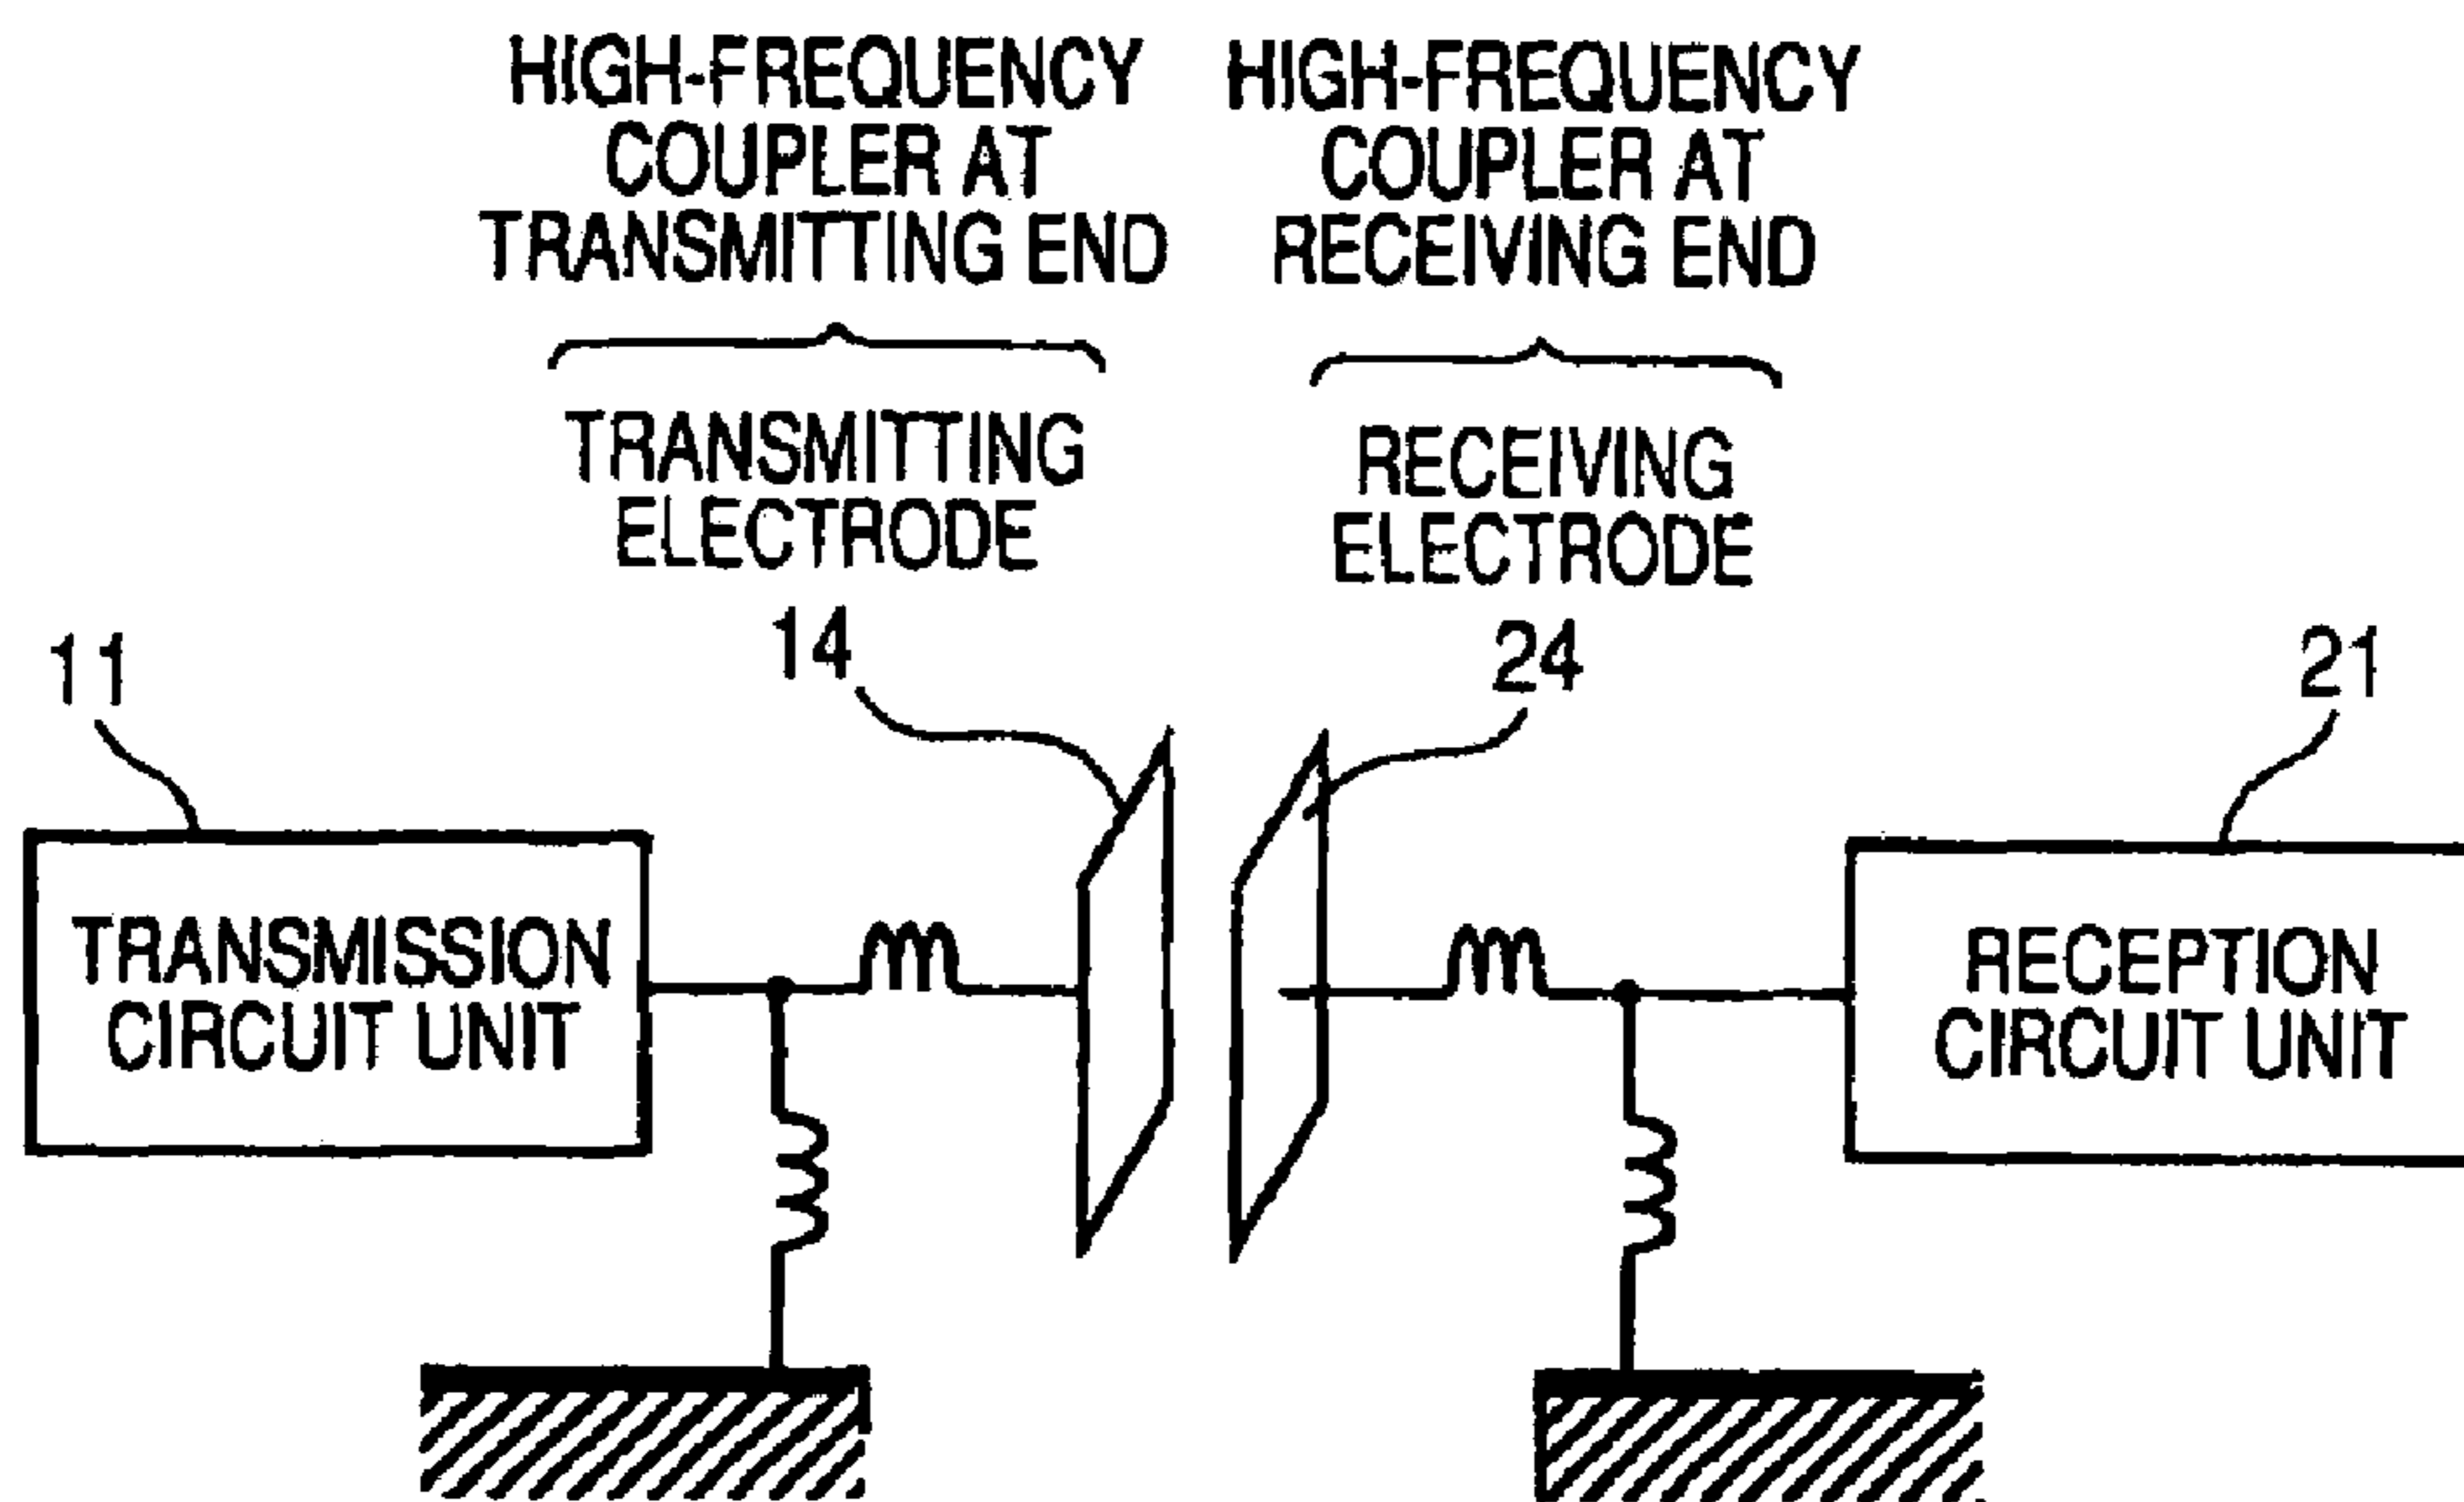 HIGH-FREQUENCY
COUPLER AT
TRANSMITTING END
HIGH-FREQUENCY
COUPLER AT
RECEIVING END
TRANSMITTING
ELECTRODE
RECEIVING
ELECTRODE
11
14
24
21
TRANSMISSION
CIRCUIT UNIT
RECEPTION
CIRCUIT UNIT